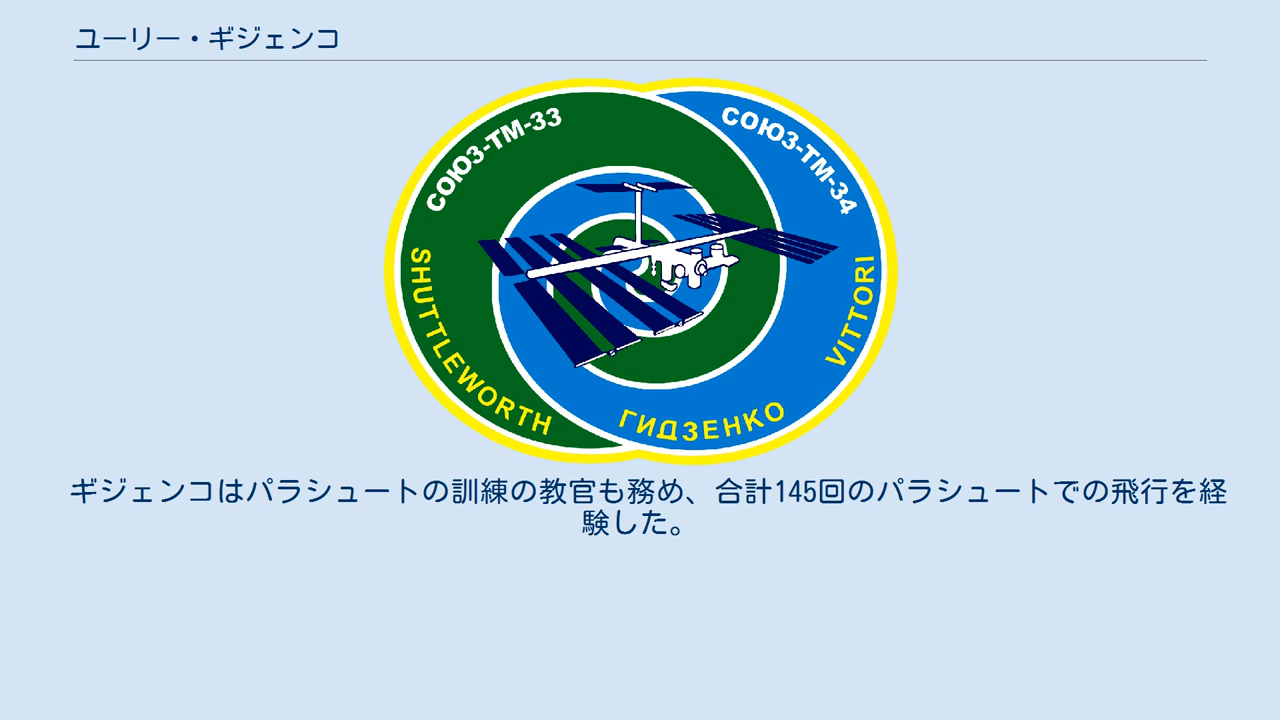 ユーリー・ギジェンコ
СОЮЗ-ТМ-33
СОЮЗ-ТМ-34
SHUTTLEWORTH
ГИДЗЕНКО
VITTORI
ギジェンコはパラシュートの訓練の教官も務め、合計145回のパラシュートでの飛行を経
験した。